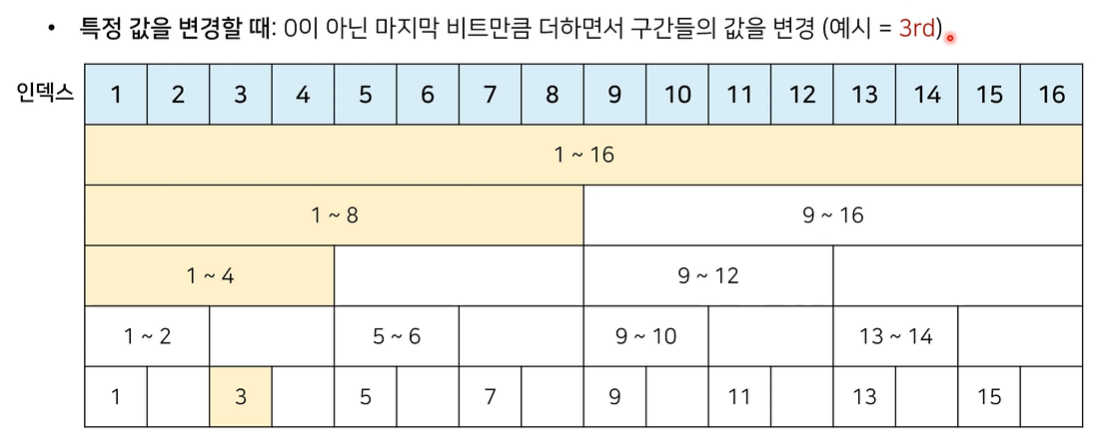 • 특정 값을 변경할 때: 0이 아닌 마지막 비트만큼 더하면서 구간들의 값을 변경 (예시 = 3rd)
인덱스 1 2 3 4 5 6 7 8 9 10 11 12 13 14 15 16
1 ~ 16
1 ~ 8 9 ~ 16
1 ~ 4 9 ~ 12
1 ~ 2 5 ~ 6 9 ~ 10 13 ~ 14
1 3 5 7 9 11 13 15